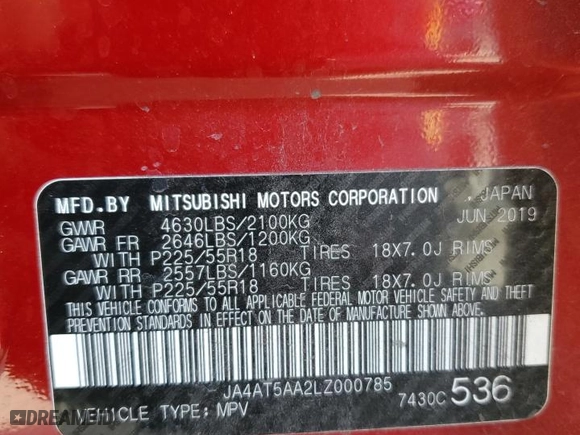 MFD.BY MITSUBISHI MOTORS CORPORATION . JAPAN
GVWR 4630LBS/2100KG JUN 2019
GAWR FR 2646LBS/1200KG
WITH P225/55R18 TIRES 18X7.0J RIMS
GAWR RR 2557LBS/1160KG
WITH P225/55R18 TIRES 18X7.0J RIMS
THIS VEHICLE CONFORMS TO ALL APPLICABLE FEDERAL MOTOR VEHICLE SAFETY AND THEFT
PREVENTION STANDARDS IN EFFECT ON THE DATE OF MANUFACTURE SHOWN ABOVE.
JA4AT5AA2LZ000785
VEHICLE TYPE: MPV 7430C 536
© DREAMBID